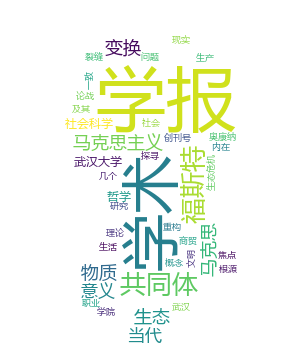 现实
变换
裂缝
问题
生产
一致
学报
论战
及其
社会科学
社会
创刊号
奥康纳
马克思主义
内在
武汉大学
探寻
生态危机
几个
学术
福斯特
哲学
研究
重构
理论
马克思
生活
商贸
文明
焦点
物质
概念
根源
意义
共同体
职业
生态
武汉
学院
当代